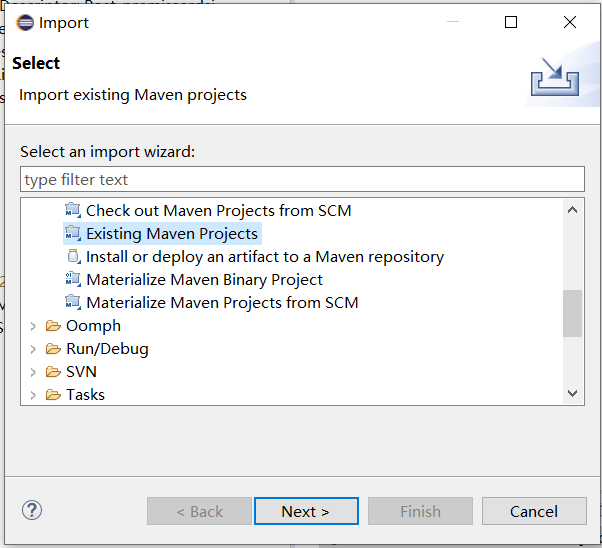 Import
Select
Import existing Maven projects
Select an import wizard:
type filter text
Check out Maven Projects from SCM
Existing Maven Projects
Install or deploy an artifact to a Maven repository
Materialize Maven Binary Project
Materialize Maven Projects from SCM
Oomph
Run/Debug
SVN
Tasks
< Back
Next >
Finish
Cancel